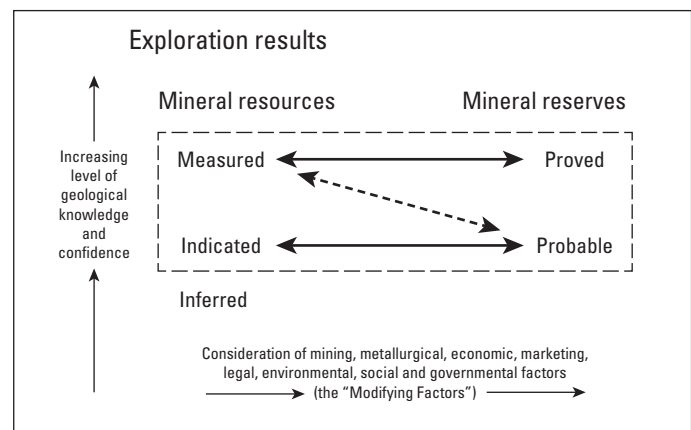 Exploration results
Mineral resources
Mineral reserves
Increasing
level of
geological
knowledge
and
confidence
Measured
Proved
Indicated
Probable
Inferred
Consideration of mining, metallurgical, economic, marketing,
legal, environmental, social and governmental factors
(the “Modifying Factors”)